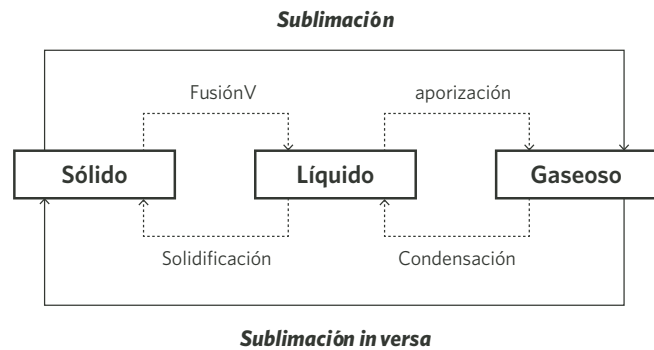 Sublimación
FusiónV aporización
Sólido Líquido Gaseoso
Solidificación Condensación
Sublimación in versa